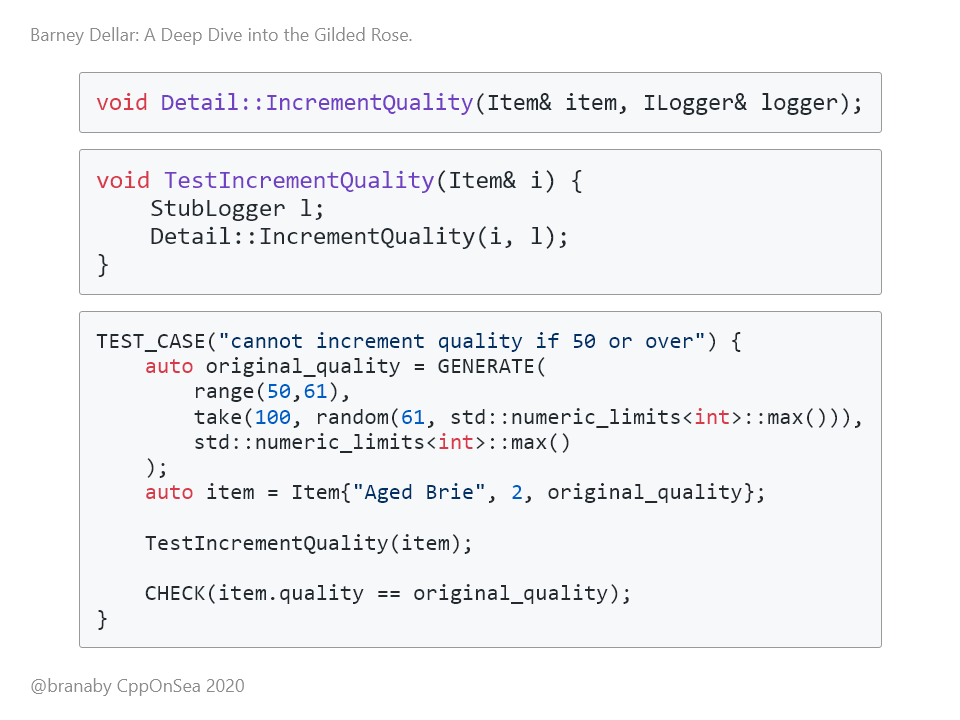 Barney Dellar: A Deep Dive into the Gilded Rose.
void Detail::IncrementQuality(Item& item, ILogger& logger);
void TestIncrementQuality(Item& i) {
    StubLogger l;
    Detail::IncrementQuality(i, l);
}
TEST_CASE("cannot increment quality if 50 or over") {
    auto original_quality = GENERATE(
        range(50,61),
        take(100, random(61, std::numeric_limits<int>::max())),
        std::numeric_limits<int>::max()
    );
    auto item = Item{"Aged Brie", 2, original_quality};
    TestIncrementQuality(item);
    CHECK(item.quality == original_quality);
}
@branaby CppOnSea 2020